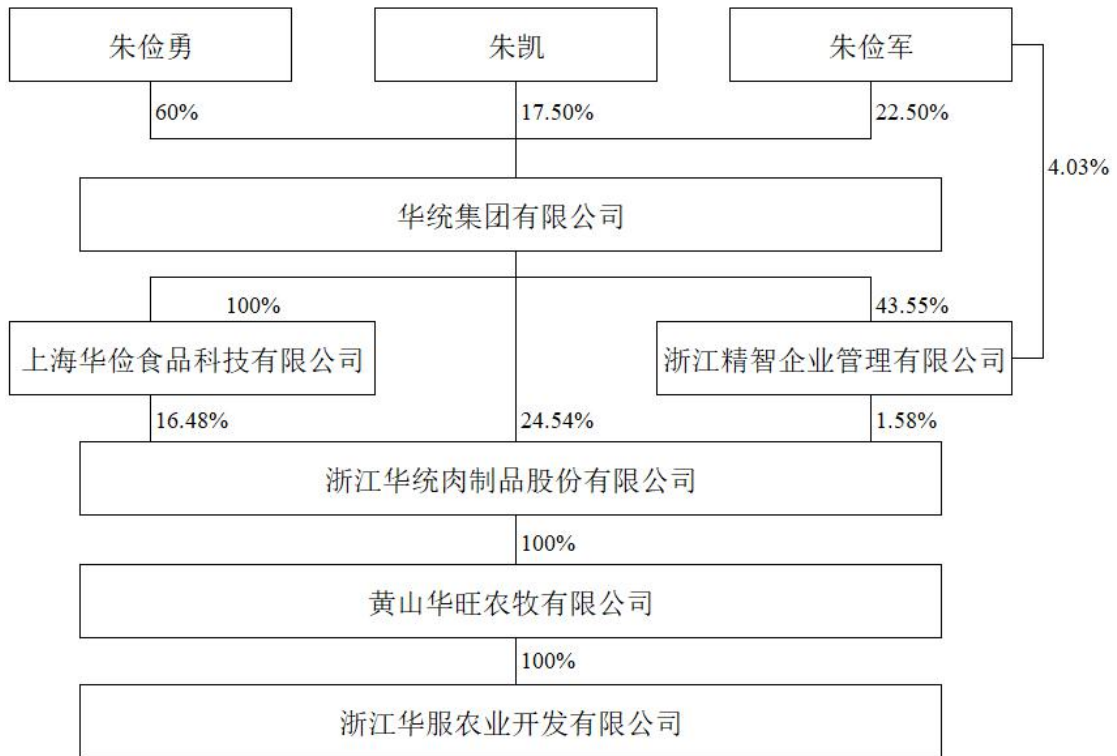 朱俭勇
朱凯
朱俭军
60%
17.50%
22.50%
4.03%
华统集团有限公司
100%
43.55%
上海华俭食品科技有限公司
浙江精智企业管理有限公司
16.48%
24.54%
1.58%
浙江华统肉制品股份有限公司
100%
黄山华旺农牧有限公司
100%
浙江华服农业开发有限公司